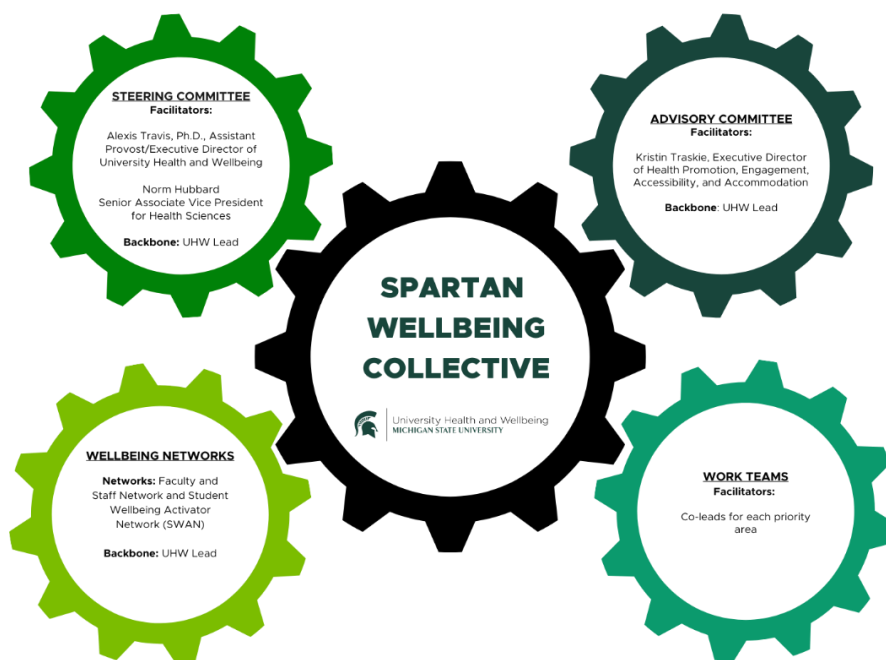 STEERING COMMITTEE
Facilitators:
Alexis Travis, Ph.D., Assistant
Provost/Executive Director of
University Health and Wellbeing
Norm Hubbard
Senior Associate Vice President
for Health Sciences
Backbone: UHW Lead
ADVISORY COMMITTEE
Facilitators:
Kristin Traskie, Executive Director
of Health Promotion, Engagement,
Accessibility, and Accommodation
Backbone: UHW Lead
SPARTAN
WELLBEING
COLLECTIVE
University Health and Wellbeing
MICHIGAN STATE UNIVERSITY
WELLBEING NETWORKS
Networks: Faculty and
Staff Network and Student
Wellbeing Activator
Network (SWAN)
Backbone: UHW Lead
WORK TEAMS
Facilitators:
Co-leads for each priority
area